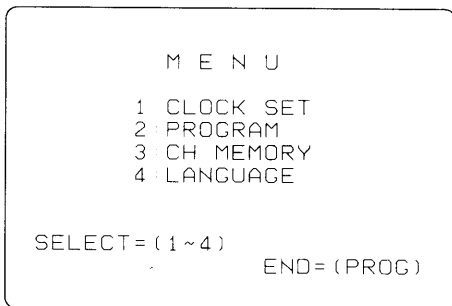 M E N U
1 CLOCK SET
2 PROGRAM
3 CH MEMORY
4 LANGUAGE
SELECT=(1~4)
END=(PROG)